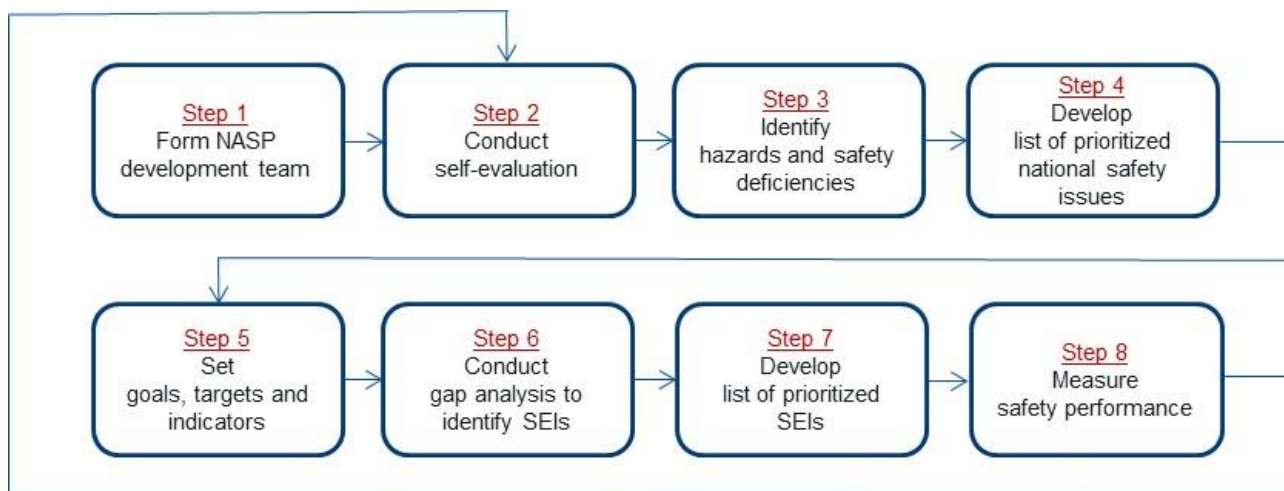 Step 1
Form NASP
development team
Step 2
Conduct
self-evaluation
Step 3
Identify
hazards and safety
deficiencies
Step 4
Develop
list of prioritized
national safety
issues
Step 5
Set
goals, targets and
indicators
Step 6
Conduct
gap analysis to
identify SEIs
Step 7
Develop
list of prioritized
SEIs
Step 8
Measure
safety performance